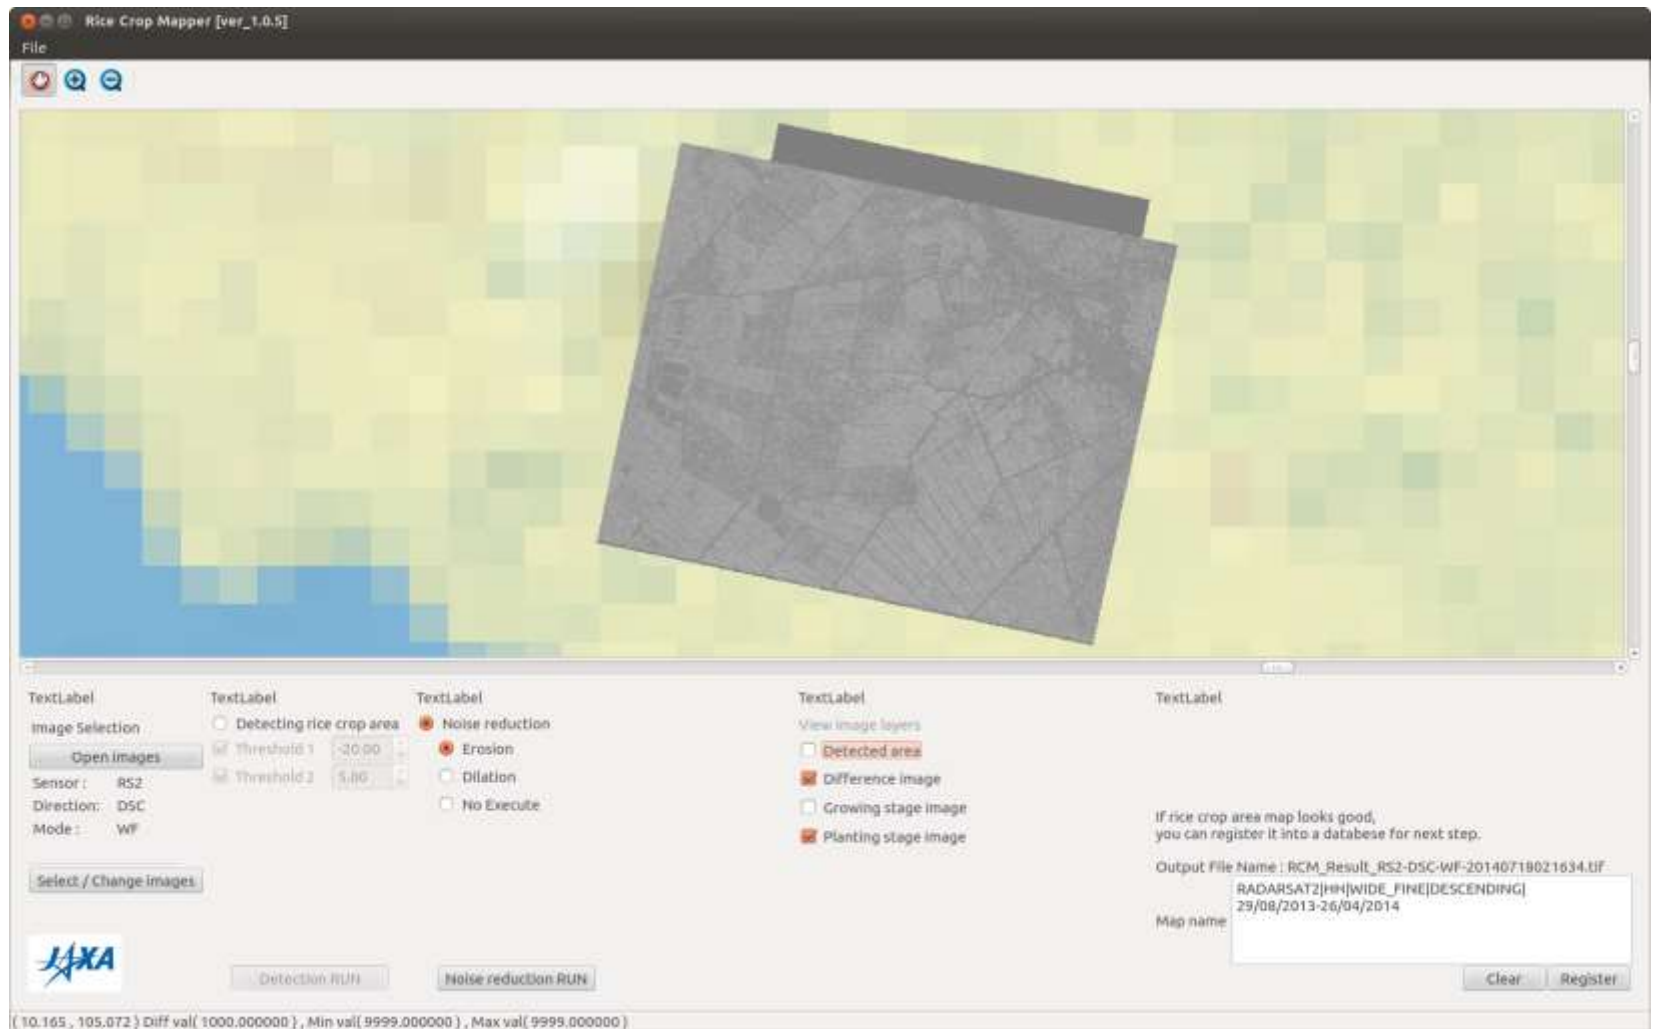 Rice Crop Mapper [ver_1.0.5]
File
TextLabel
Image Selection
Open images
Sensor : RS2
Direction: DSC
Mode : WF
Select / Change images
JAXA
TextLabel
Detecting rice crop area
Threshold 1 -20.00
Threshold 2 5.00
Detection RUN
TextLabel
Noise reduction
Erosion
Dilation
No Execute
Noise reduction RUN
TextLabel
View image layers
Detected area
Difference image
Growing stage image
Planting stage image
TextLabel
If rice crop area map looks good,
you can register it into a databese for next step.
Output File Name : RCM_Result_RS2-DSC-WF-20140718021634.tif
Map name
RADARSAT2|HH|WIDE_FINE|DESCENDING|
29/08/2013-26/04/2014
Clear Register
( 10.165 , 105.072 ) Diff val( 1000.000000 ) , Min val( 9999.000000 ) , Max val( 9999.000000 )